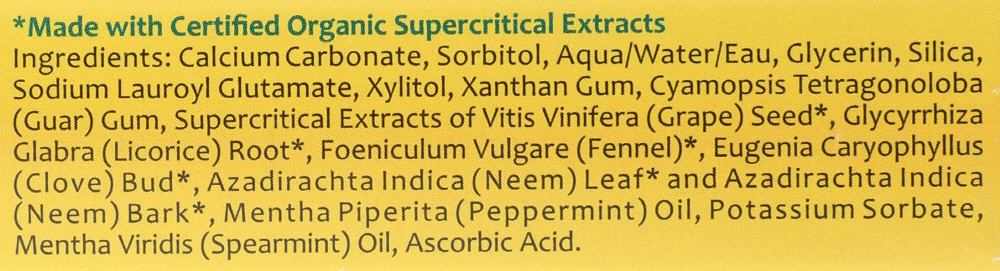 *Made with Certified Organic Supercritical Extracts
Ingredients: Calcium Carbonate, Sorbitol, Aqua/Water/Eau, Glycerin, Silica,
Sodium Lauroyl Glutamate, Xylitol, Xanthan Gum, Cyamopsis Tetragonoloba
(Guar) Gum, Supercritical Extracts of Vitis Vinifera (Grape) Seed*, Glycyrrhiza
Glabra (Licorice) Root*, Foeniculum Vulgare (Fennel)*, Eugenia Caryophyllus
(Clove) Bud*, Azadirachta Indica (Neem) Leaf* and Azadirachta Indica
(Neem) Bark*, Mentha Piperita (Peppermint) Oil, Potassium Sorbate,
Mentha Viridis (Spearmint) Oil, Ascorbic Acid.